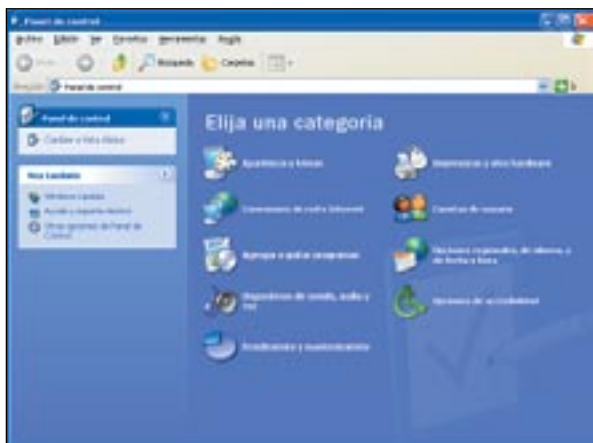 Panel de control
Archivo Edición Ver Favoritos Herramientas Ayuda
Búsqueda Carpetas
Panel de control
Panel de control
Cambiar a Vista clásica
Vea también
Windows Update
Ayuda y soporte técnico
Otras opciones de Panel de
Control
Elija una categoría
Apariencia y temas
Impresoras y otro hardware
Conexiones de red e Internet
Cuentas de usuario
Agregar o quitar programas
Opciones regionales, de idioma, y
de fecha y hora
Dispositivos de sonido, audio y
voz
Opciones de accesibilidad
Rendimiento y mantenimiento